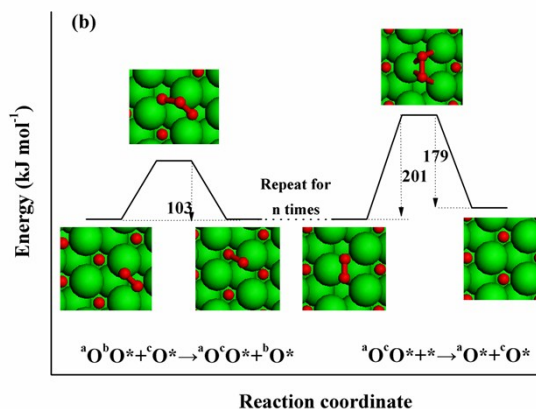 (b)
Energy (kJ mol⁻¹)
103
Repeat for
n times
179
201
ᵃOᵇO*+ᶜO*→ᵃOᶜO*+ᵇO*
ᵃOᶜO*+*→ᵃO*+ᶜO*
Reaction coordinate